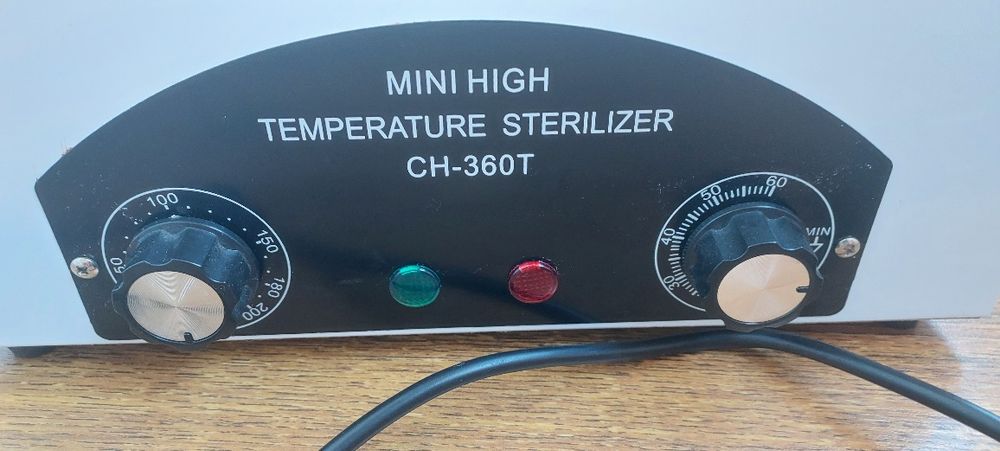 MINI HIGH
TEMPERATURE STERILIZER
CH-360T
50
100
150
180
200
30
40
50
60
MIN